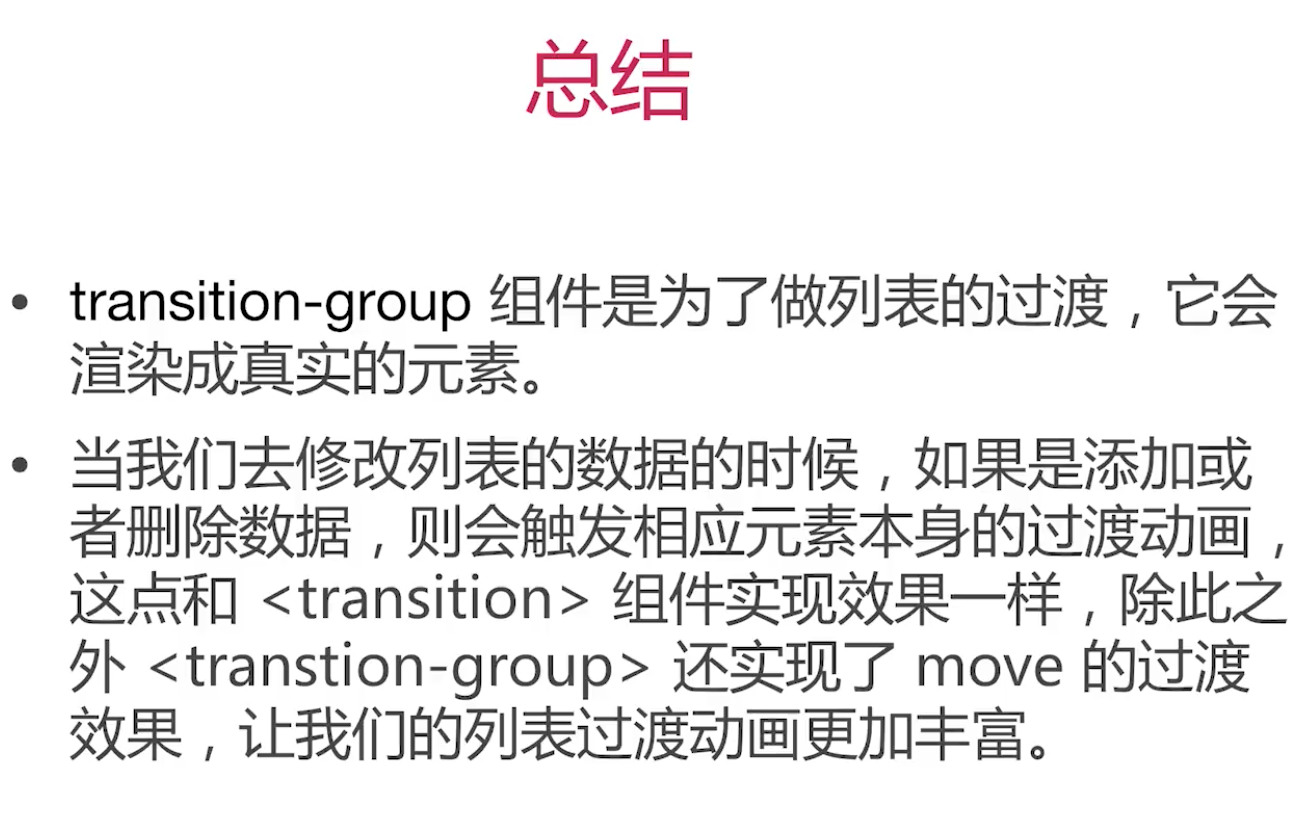 总结
• transition-group 组件是为了做列表的过渡，它会
渲染成真实的元素。
• 当我们去修改列表的数据的时候，如果是添加或
者删除数据，则会触发相应元素本身的过渡动画，
这点和 <transition> 组件实现效果一样，除此之
外 <transtion-group> 还实现了 move 的过渡
效果，让我们的列表过渡动画更加丰富。